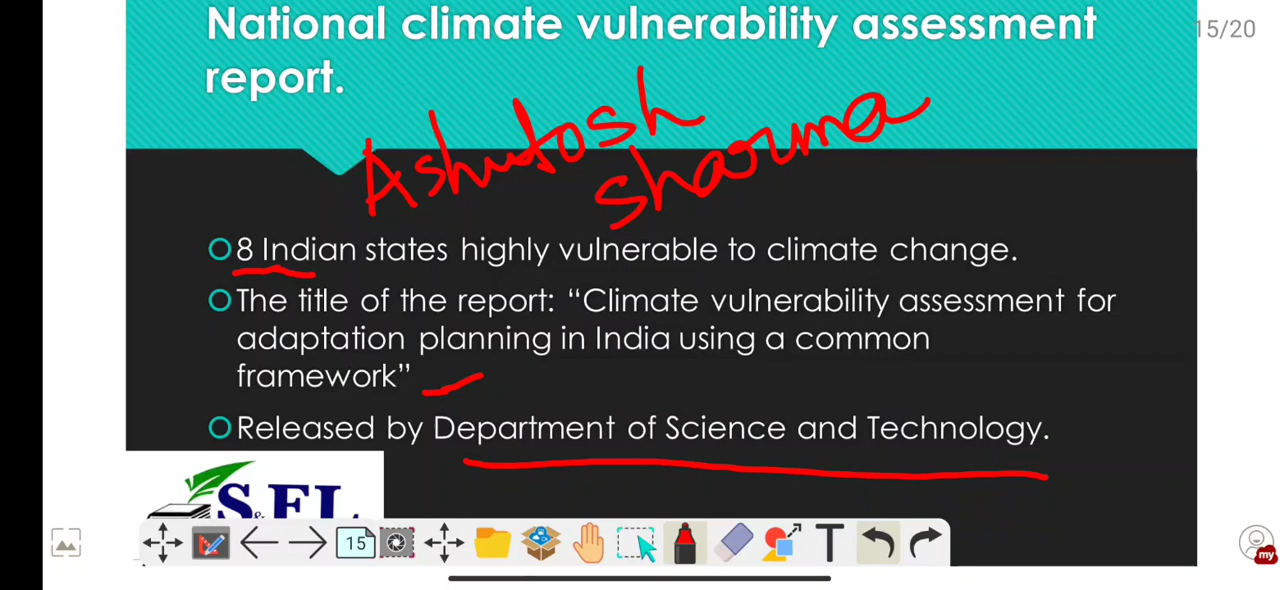 National climate vulnerability assessment
report.
15/20
Ashutosh
Sharma
8 Indian states highly vulnerable to climate change.
The title of the report: “Climate vulnerability assessment for
adaptation planning in India using a common
framework”
Released by Department of Science and Technology.
S&FL
15
T
my